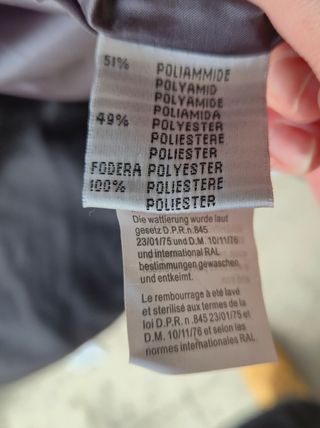 51% POLIAMMIDE
POLYAMID
POLYAMIDE
POLIAMIDA
49% POLYESTER
POLIESTERE
POLIESTER
FODERA POLYESTER
100% POLIESTERE
POLIESTER
Die wattierung wurde laut
gesetz D.P.R. n.845
23/01/75 und D.M. 10/11/76
und international RAL
bestimmungen gewaschen
und entkeimt.
Le rembourrage à eté lavé
et sterilisé aux termes de la
loi D.P.R. n .845 23/01/75 et
D.M. 10/11/76 et selon les
normes internationales RAL.